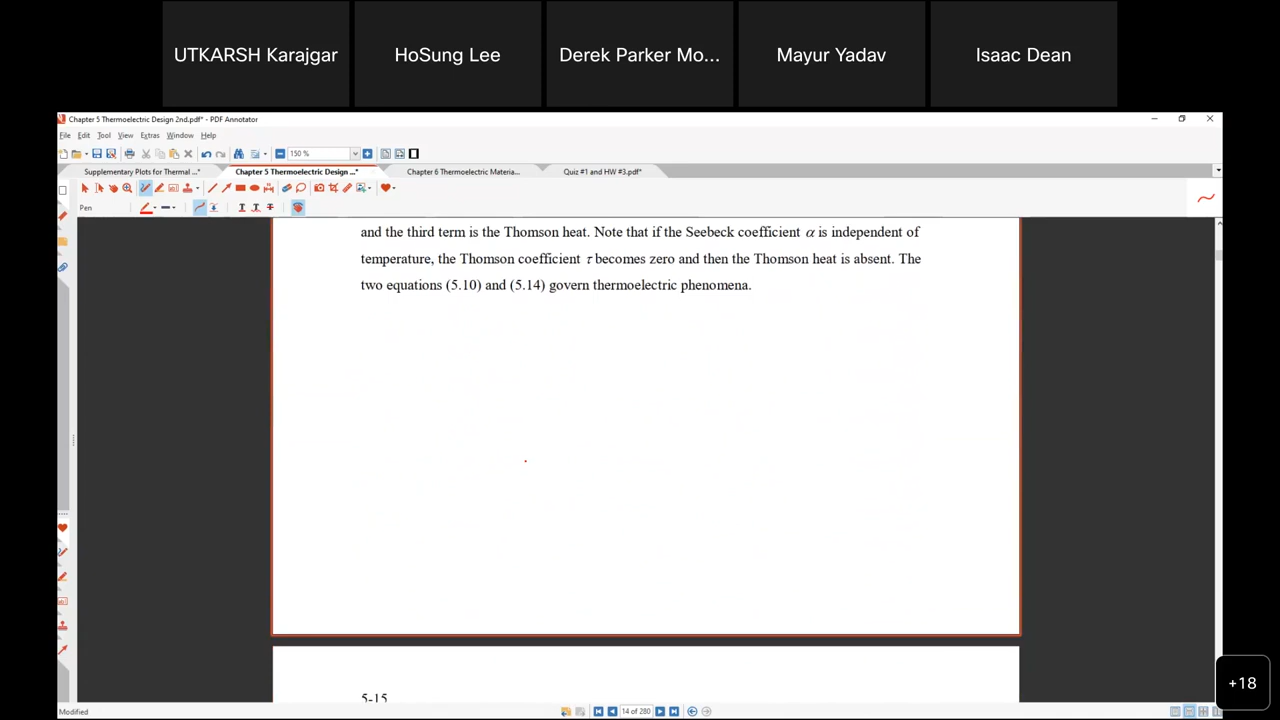 UTKARSH Karajgar
HoSung Lee
Derek Parker Mo...
Mayur Yadav
Isaac Dean
Chapter 5 Thermoelectric Design 2nd.pdf* - PDF Annotator
File Edit Tool View Extras Window Help
150 %
Supplementary Plots for Thermal ...*
Chapter 5 Thermoelectric Design ...*
Chapter 6 Thermoelectric Materia...
Quiz #1 and HW #3.pdf*
Pen
and the third term is the Thomson heat. Note that if the Seebeck coefficient α is independent of
temperature, the Thomson coefficient τ becomes zero and then the Thomson heat is absent. The
two equations (5.10) and (5.14) govern thermoelectric phenomena.
5-15
+18
Modified
14 of 280